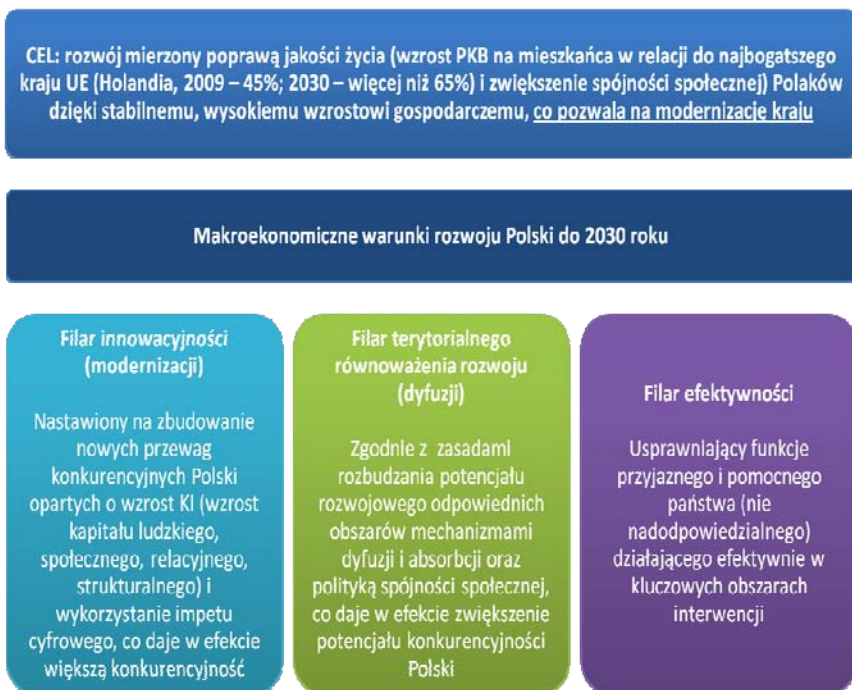 CEL: rozwój mierzony poprawą jakości życia (wzrost PKB na mieszkańca w relacji do najbogatszego
kraju UE (Holandia, 2009 – 45%; 2030 – więcej niż 65%) i zwiększenie spójności społecznej) Polaków
dzięki stabilnemu, wysokiemu wzrostowi gospodarczemu, co pozwala na modernizację kraju
Makroekonomiczne warunki rozwoju Polski do 2030 roku
Filar innowacyjności
(modernizacji)
Nastawiony na zbudowanie
nowych przewag
konkurencyjnych Polski
opartych o wzrost KI (wzrost
kapitału ludzkiego,
społecznego, relacyjnego,
strukturalnego) i
wykorzystanie impetu
cyfrowego, co daje w efekcie
większą konkurencyjność
Filar terytorialnego
równoważenia rozwoju
(dyfuzji)
Zgodnie z zasadami
rozbudzania potencjału
rozwojowego odpowiednich
obszarów mechanizmami
dyfuzji i absorbcji oraz
polityką spójności społecznej,
co daje w efekcie zwiększenie
potencjału konkurencyjności
Polski
Filar efektywności
Usprawniający funkcje
przyjaznego i pomocnego
państwa (nie
nadodpowiedzialnego)
działającego efektywnie w
kluczowych obszarach
interwencji